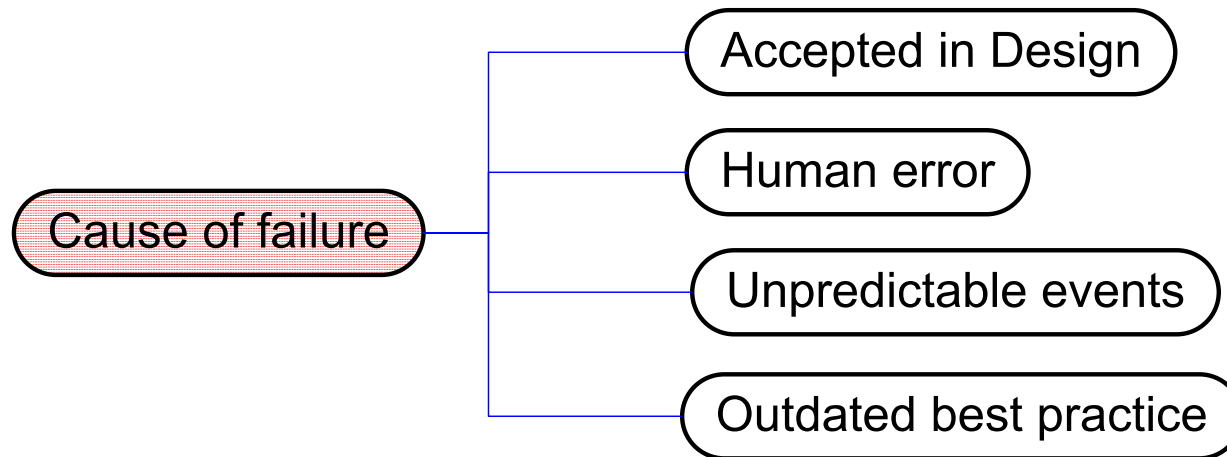 Accepted in Design
Human error
Cause of failure
Unpredictable events
Outdated best practice